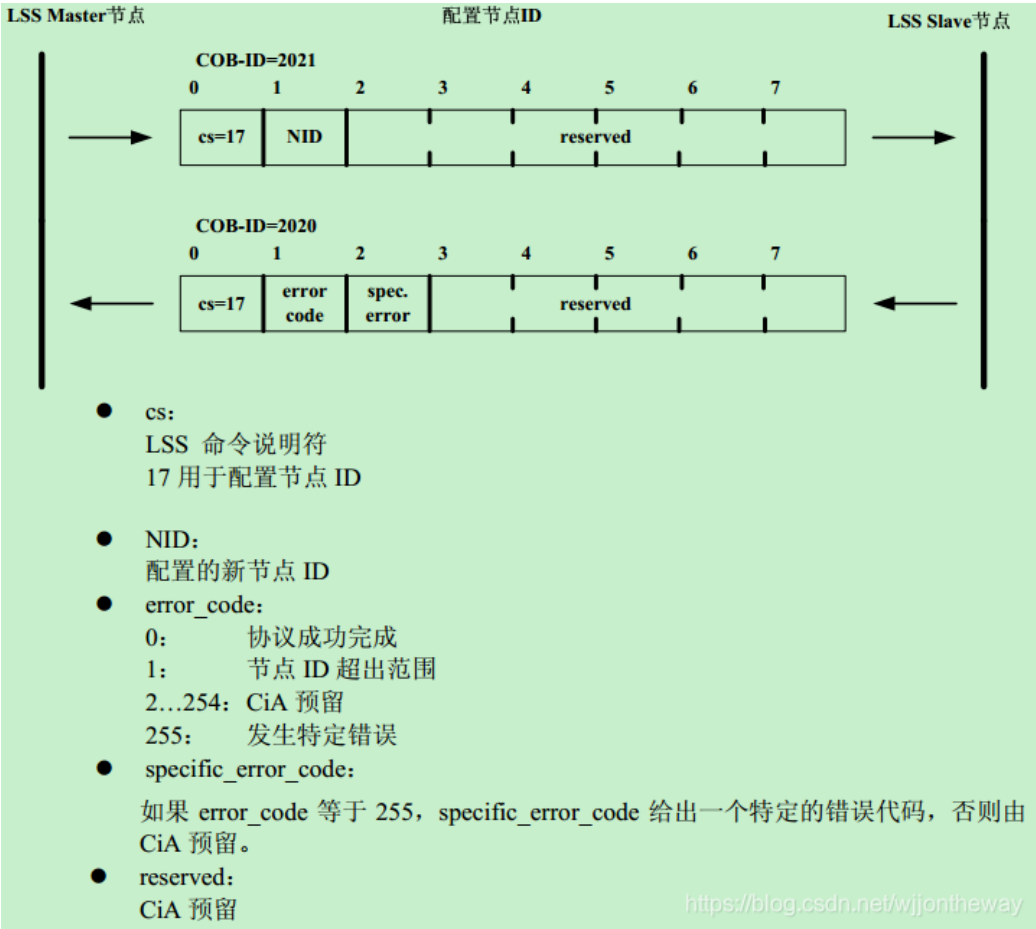 LSS Master节点 配置节点ID LSS Slave节点
COB-ID=2021
0 1 2 3 4 5 6 7
cs=17 NID reserved
COB-ID=2020
0 1 2 3 4 5 6 7
cs=17 error code spec. error reserved
● cs：
LSS 命令说明符
17 用于配置节点 ID
● NID：
配置的新节点 ID
● error_code：
0： 协议成功完成
1： 节点 ID 超出范围
2…254：CiA 预留
255： 发生特定错误
● specific_error_code：
如果 error_code 等于 255，specific_error_code 给出一个特定的错误代码，否则由
CiA 预留。
● reserved：
CiA 预留
https://blog.csdn.net/wjjontheway